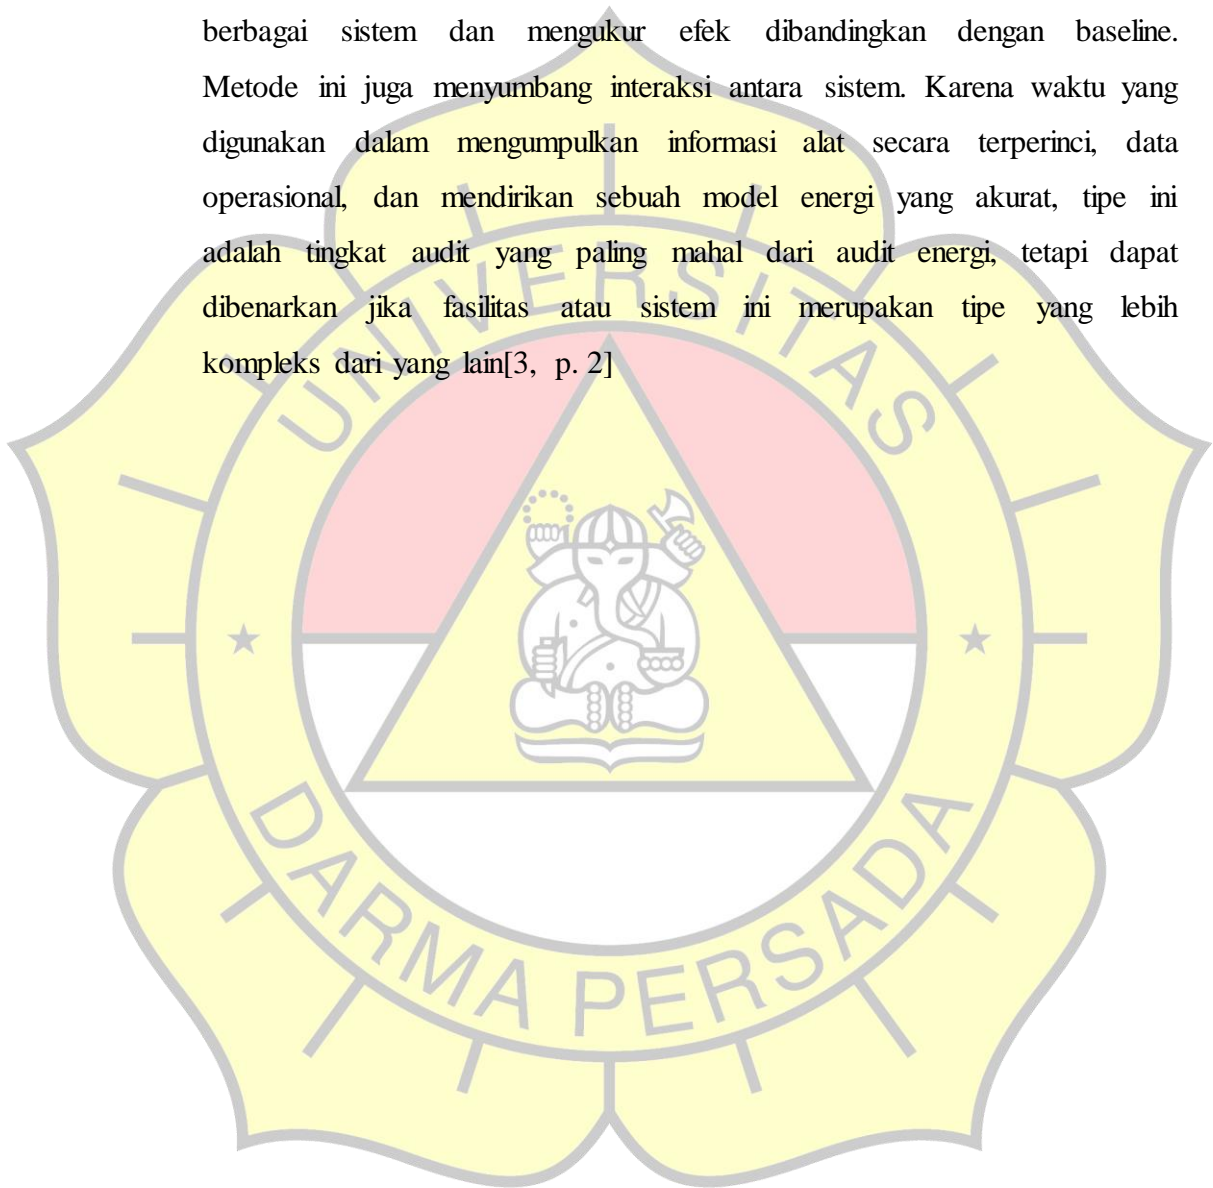 berbagai sistem dan mengukur efek dibandingkan dengan baseline.
Metode ini juga menyumbang interaksi antara sistem. Karena waktu yang
digunakan dalam mengumpulkan informasi alat secara terperinci, data
operasional, dan mendirikan sebuah model energi yang akurat, tipe ini
adalah tingkat audit yang paling mahal dari audit energi, tetapi dapat
dibenarkan jika fasilitas atau sistem ini merupakan tipe yang lebih
kompleks dari yang lain[3, p. 2]
UNIVERSITAS
DARMA PERSADA